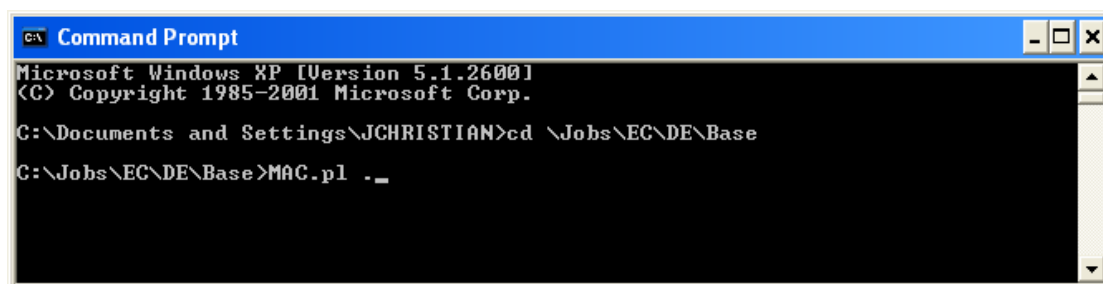 C:\ Command Prompt
Microsoft Windows XP [Version 5.1.2600]
(C) Copyright 1985-2001 Microsoft Corp.
C:\Documents and Settings\JCHRISTIAN>cd \Jobs\EC\DE\Base
C:\Jobs\EC\DE\Base>MAC.pl ._